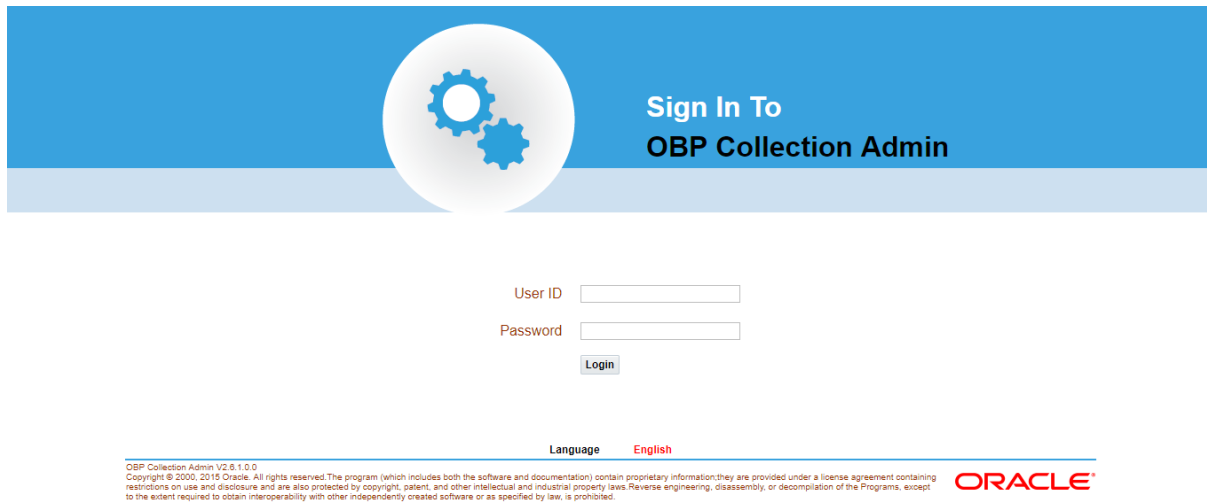 Sign In To
OBP Collection Admin
User ID
Password
Login
Language English
OBP Collection Admin V2.6.1.0.0
Copyright © 2000, 2015 Oracle. All rights reserved.The program (which includes both the software and documentation) contain proprietary information;they are provided under a license agreement containing
restrictions on use and disclosure and are also protected by copyright, patent, and other intellectual and industrial property laws.Reverse engineering, disassembly, or decompilation of the Programs, except
to the extent required to obtain interoperability with other independently created software or as specified by law, is prohibited.
ORACLE